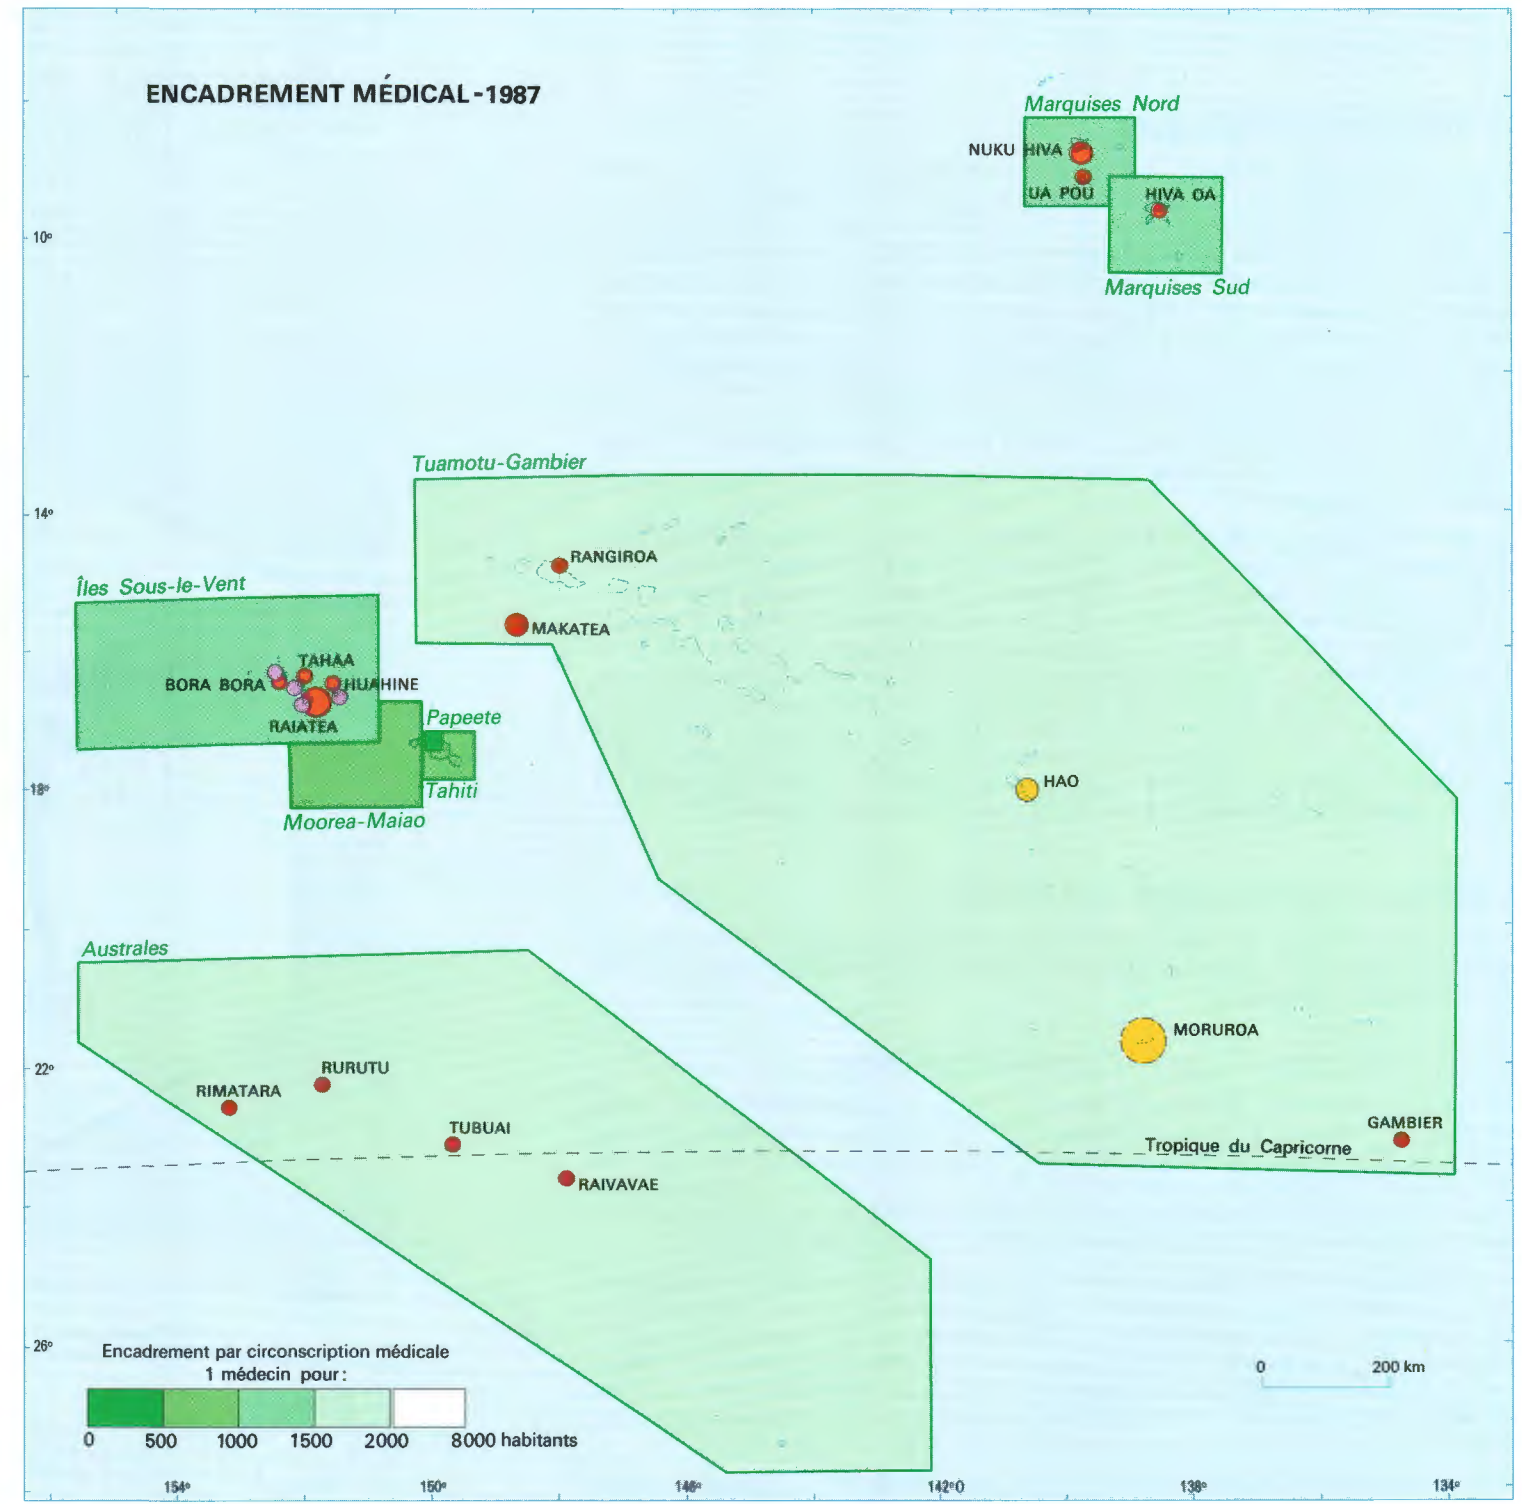 ENCADREMENT MÉDICAL-1987
Marquises Nord
NUKU HIVA
UA POU
HIVA OA
10°
Marquises Sud
Tuamotu-Gambier
14°
RANGIROA
Îles Sous-le-Vent
MAKATEA
TAHAA
BORA BORA
HUAHINE
RAIATEA
Papeete
HAO
18°
Tahiti
Moorea-Maiao
Australes
MORUROA
22°
RURUTU
RIMATARA
GAMBIER
TUBUAI
Tropique du Capricorne
RAIVAVAE
26°
Encadrement par circonscription médicale
1 médecin pour :
0 200 km
0 500 1000 1500 2000 8000 habitants
154° 150° 146° 142°O 138° 134°